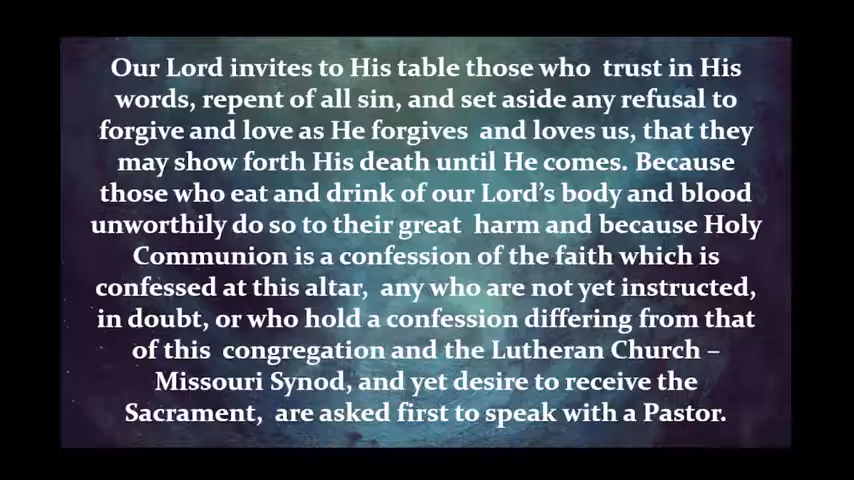 Our Lord invites to His table those who  trust in His
words, repent of all sin, and set aside any refusal to
forgive and love as He forgives  and loves us, that they
may show forth His death until He comes. Because
those who eat and drink of our Lord’s body and blood
unworthily do so to their great  harm and because Holy
Communion is a confession of the faith which is
confessed at this altar,  any who are not yet instructed,
in doubt, or who hold a confession differing from that
of this  congregation and the Lutheran Church –
Missouri Synod, and yet desire to receive the
Sacrament,  are asked first to speak with a Pastor.